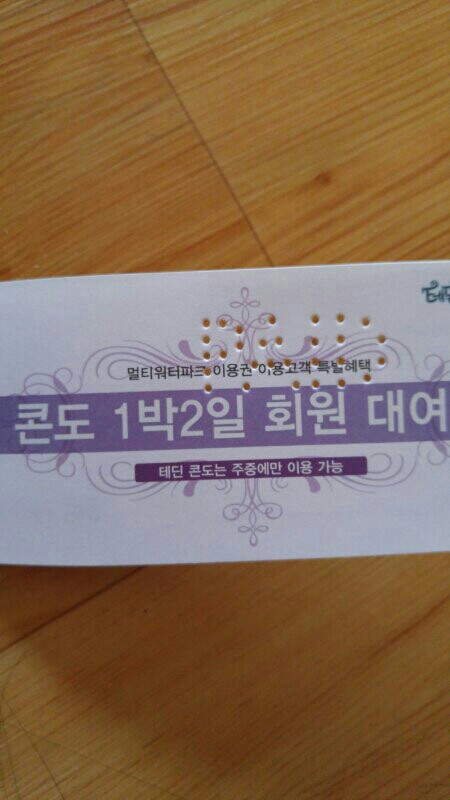 테딘
멀티워터파크 이용권 이용고객 특별혜택
콘도 1박2일 회원 대여
테딘 콘도는 주중에만 이용 가능